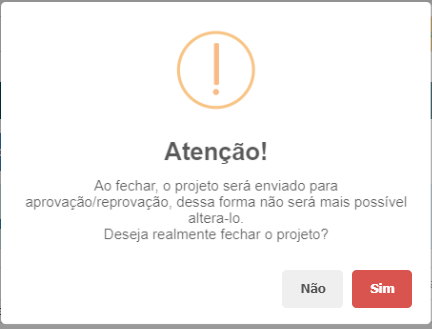 Atenção!
Ao fechar, o projeto será enviado para
aprovação/reprovação, dessa forma não será mais possível
altera-lo.
Deseja realmente fechar o projeto?
Não
Sim